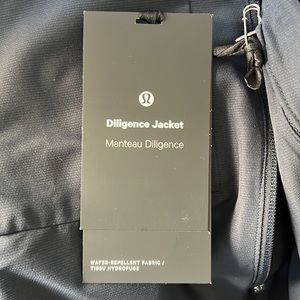 Diligence Jacket
Manteau Diligence
WATER-REPELLENT FABRIC /
TISSU HYDROFUGE